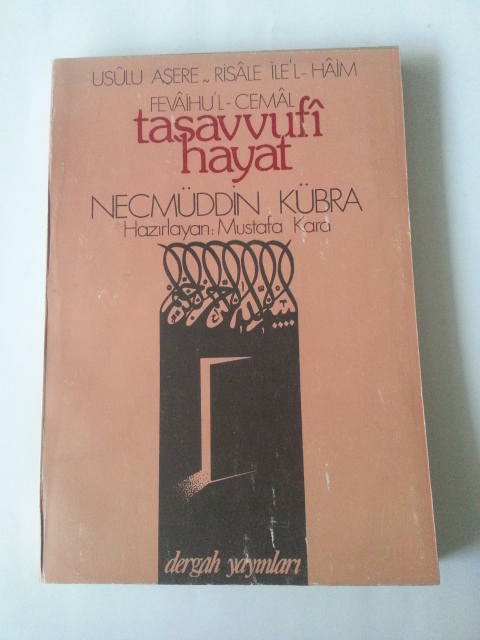 USÛLU AŞERE ~ RİSÂLE İLE'L-HÂİM
FEVÂİHU'L-CEMÂL
tasavvufî
hayat
NECMÜDDİN KÜBRA
Hazırlayan: Mustafa Kara
dergah yayınları